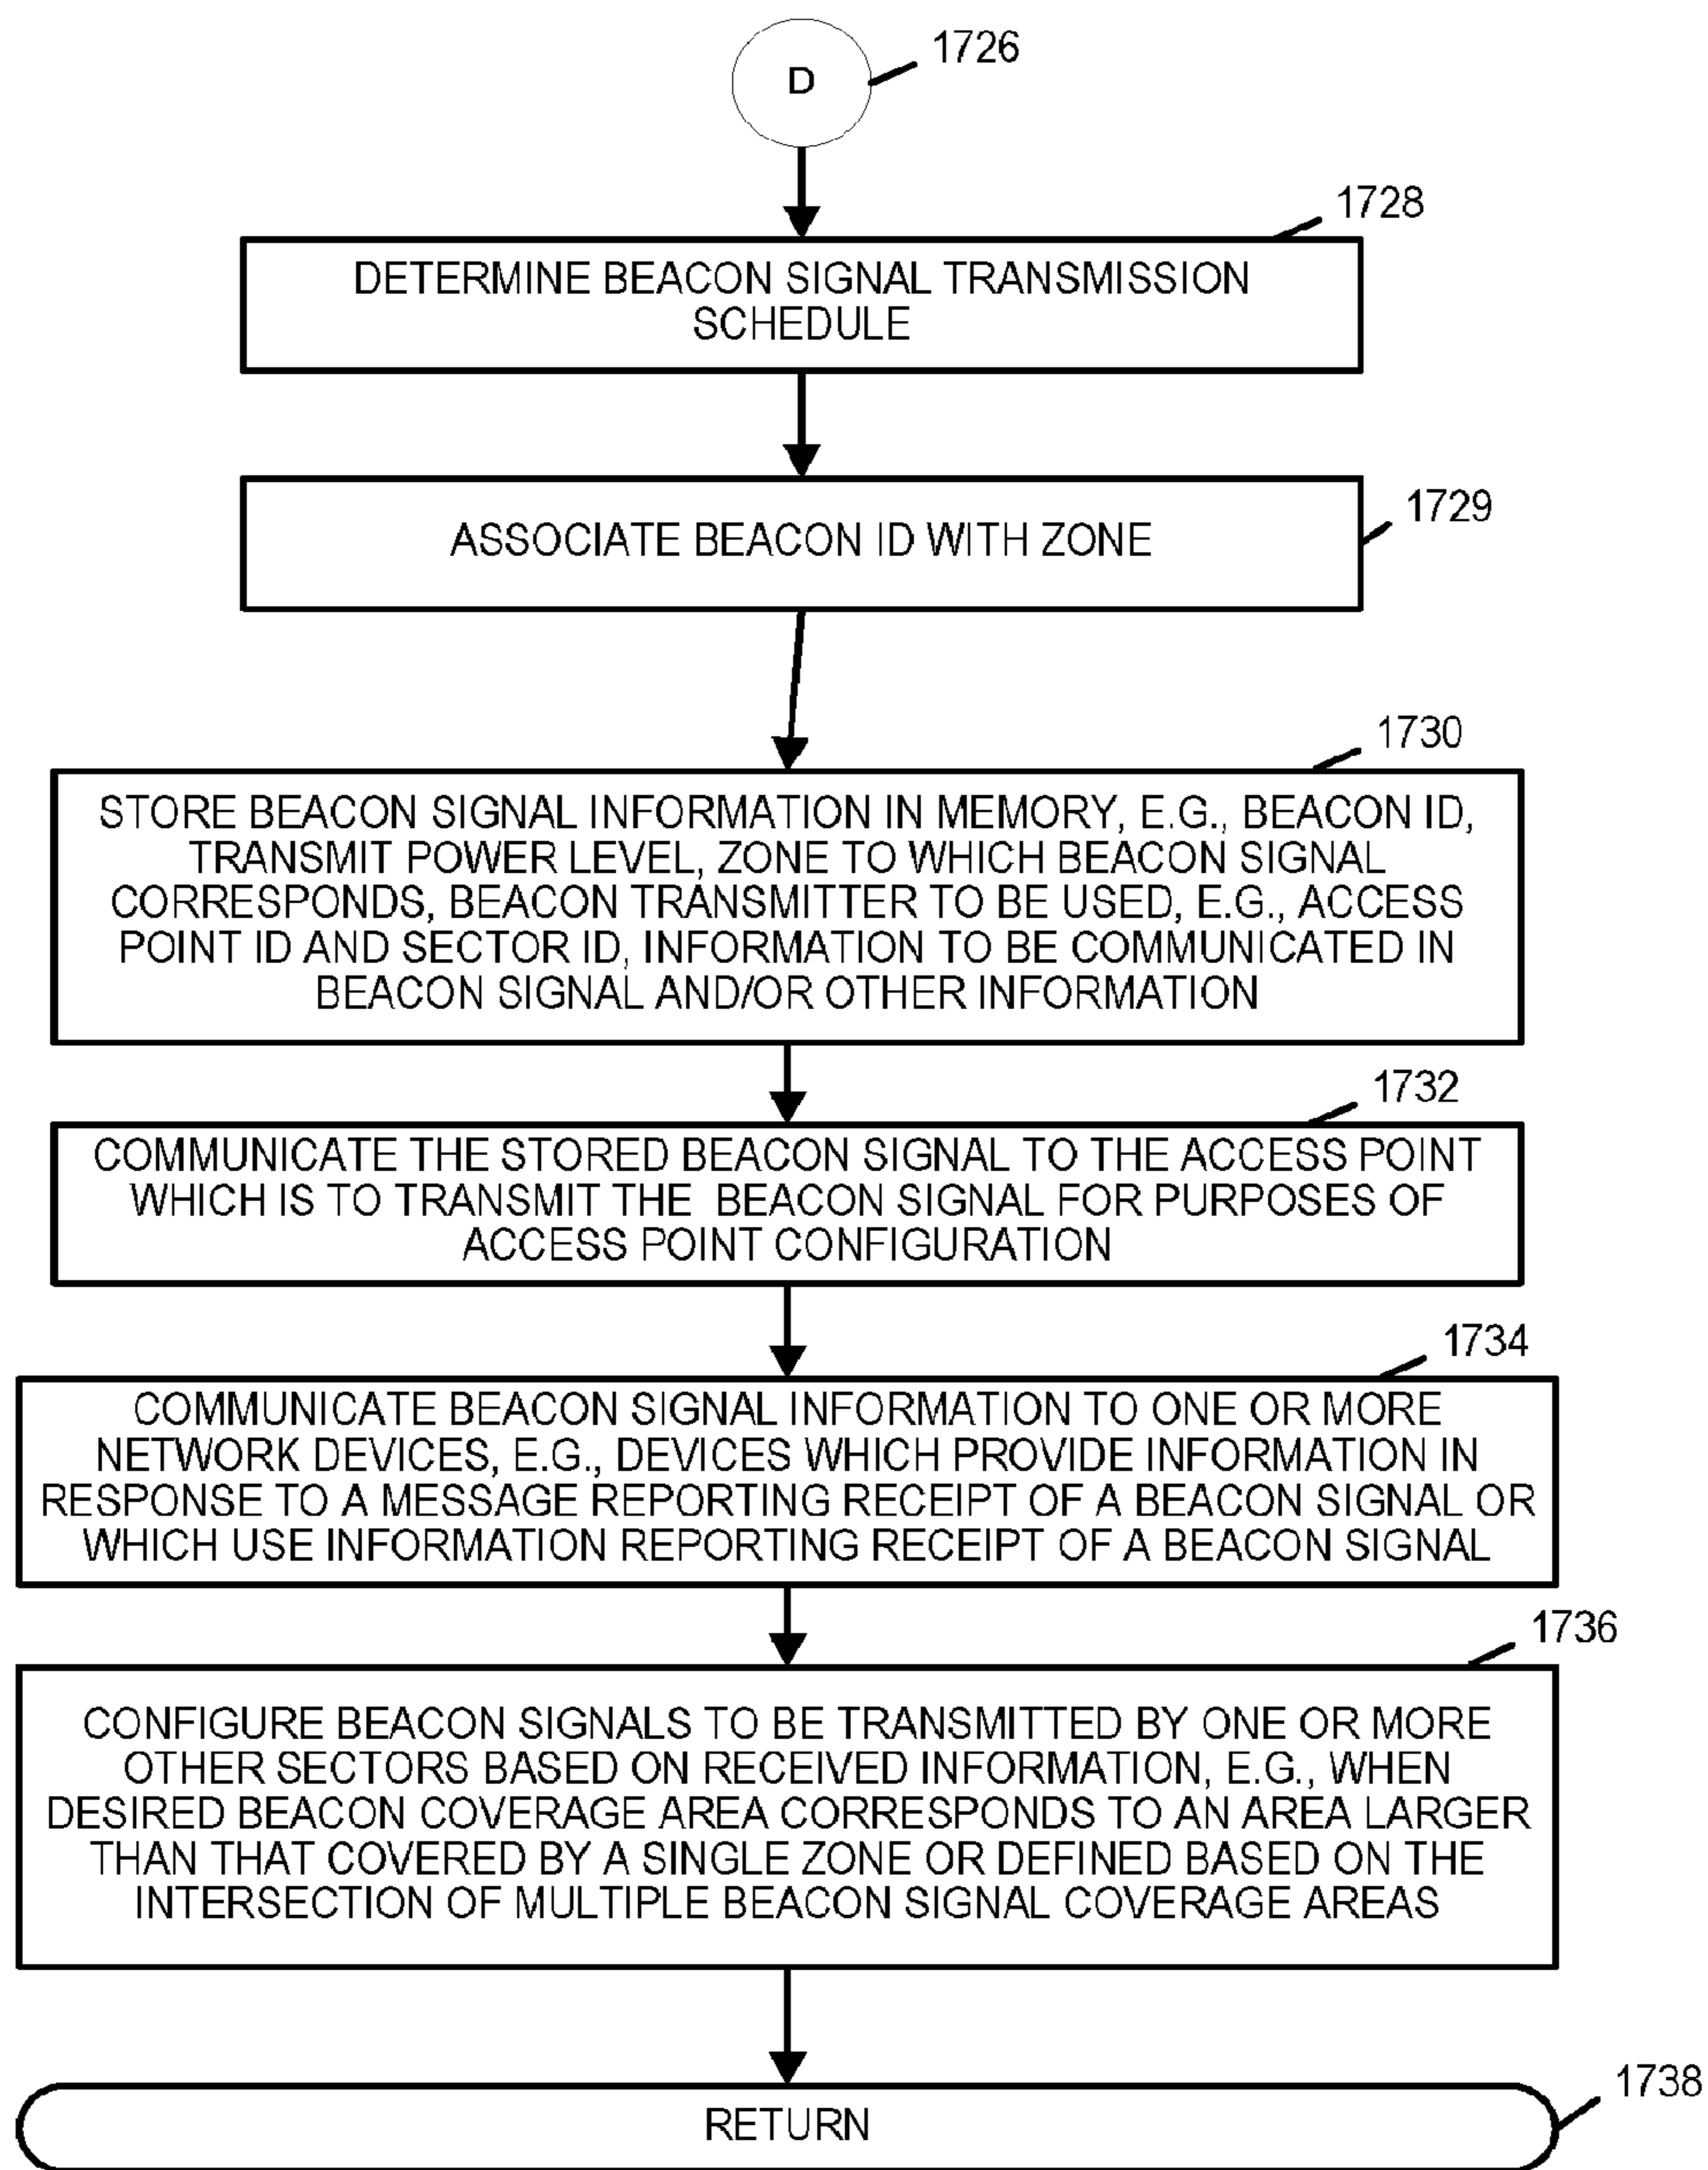 D
1726
1728
DETERMINE BEACON SIGNAL TRANSMISSION
SCHEDULE
1729
ASSOCIATE BEACON ID WITH ZONE
1730
STORE BEACON SIGNAL INFORMATION IN MEMORY, E.G., BEACON ID,
TRANSMIT POWER LEVEL, ZONE TO WHICH BEACON SIGNAL
CORRESPONDS, BEACON TRANSMITTER TO BE USED, E.G., ACCESS
POINT ID AND SECTOR ID, INFORMATION TO BE COMMUNICATED IN
BEACON SIGNAL AND/OR OTHER INFORMATION
1732
COMMUNICATE THE STORED BEACON SIGNAL TO THE ACCESS POINT
WHICH IS TO TRANSMIT THE BEACON SIGNAL FOR PURPOSES OF
ACCESS POINT CONFIGURATION
1734
COMMUNICATE BEACON SIGNAL INFORMATION TO ONE OR MORE
NETWORK DEVICES, E.G., DEVICES WHICH PROVIDE INFORMATION IN
RESPONSE TO A MESSAGE REPORTING RECEIPT OF A BEACON SIGNAL OR
WHICH USE INFORMATION REPORTING RECEIPT OF A BEACON SIGNAL
1736
CONFIGURE BEACON SIGNALS TO BE TRANSMITTED BY ONE OR MORE
OTHER SECTORS BASED ON RECEIVED INFORMATION, E.G., WHEN
DESIRED BEACON COVERAGE AREA CORRESPONDS TO AN AREA LARGER
THAN THAT COVERED BY A SINGLE ZONE OR DEFINED BASED ON THE
INTERSECTION OF MULTIPLE BEACON SIGNAL COVERAGE AREAS
1738
RETURN